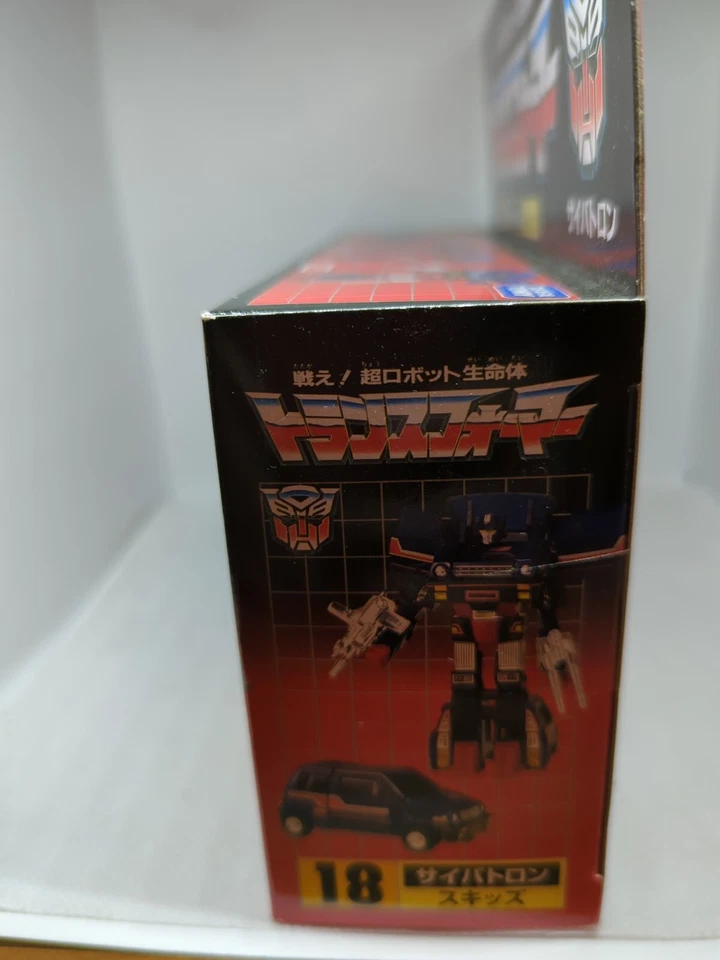 サイバトロン
戦え!超ロボット生命体
トランスフォーマー
18
サイバトロン
スキッズ